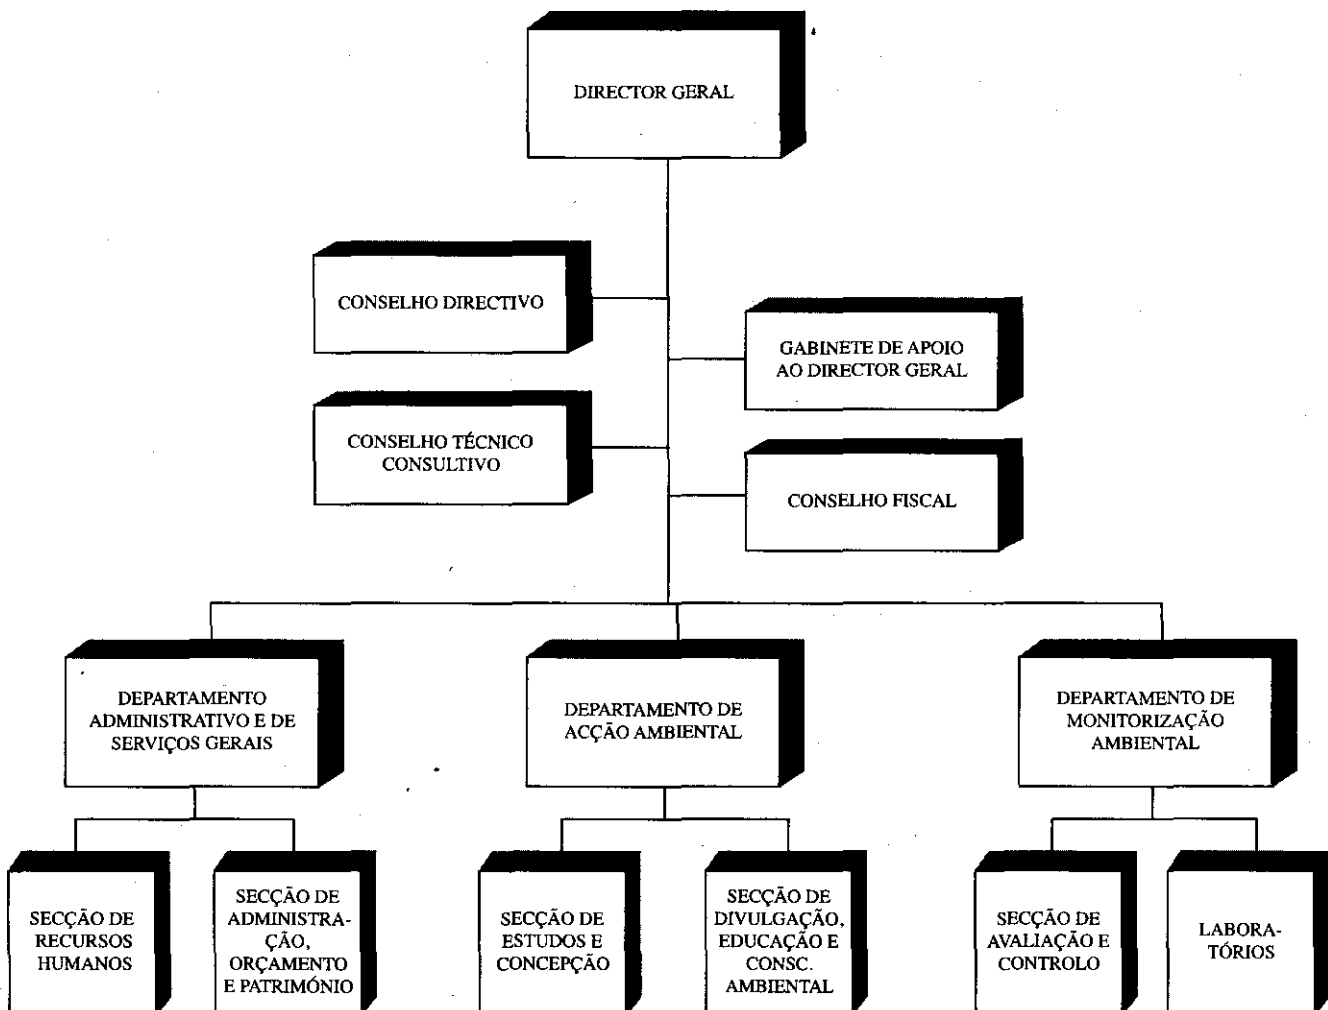 DIRECTOR GERAL
CONSELHO DIRECTIVO
GABINETE DE APOIO
AO DIRECTOR GERAL
CONSELHO TÉCNICO
CONSULTIVO
CONSELHO FISCAL
DEPARTAMENTO
ADMINISTRATIVO E DE
SERVIÇOS GERAIS
DEPARTAMENTO DE
ACÇÃO AMBIENTAL
DEPARTAMENTO DE
MONITORIZAÇÃO
AMBIENTAL
SECÇÃO DE
RECURSOS
HUMANOS
SECÇÃO DE
ADMINISTRA-
ÇÃO,
ORÇAMENTO
E PATRIMÓNIO
SECÇÃO DE
ESTUDOS E
CONCEPÇÃO
SECÇÃO DE
DIVULGAÇÃO,
EDUCAÇÃO E
CONSC.
AMBIENTAL
SECÇÃO DE
AVALIAÇÃO E
CONTROLO
LABORA-
TÓRIOS